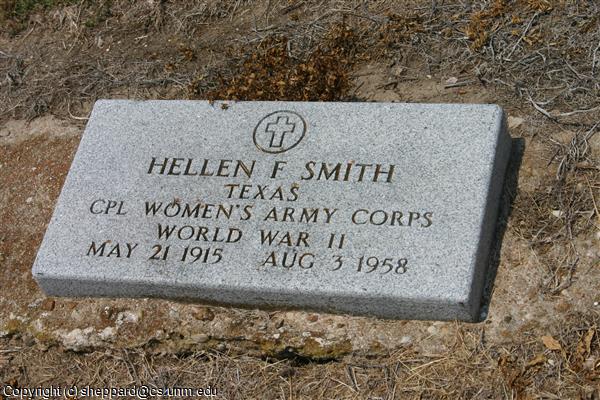 HELLEN F SMITH
TEXAS
CPL WOMEN'S ARMY CORPS
WORLD WAR II
MAY 21 1915 AUG 3 1958
Copyright (c) sheppard@cs.unm.edu